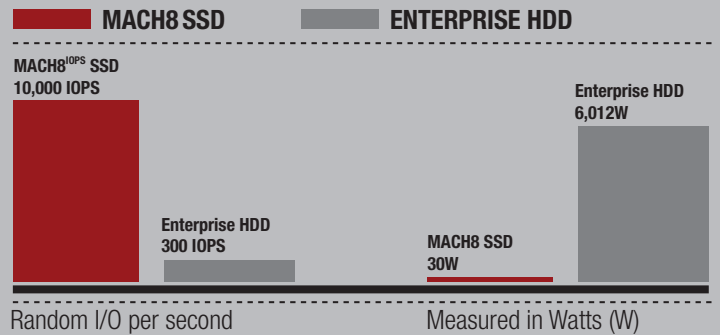 MACH8 SSD
ENTERPRISE HDD
MACH8IOPS SSD
10,000 IOPS
Enterprise HDD
300 IOPS
MACH8 SSD
30W
Enterprise HDD
6,012W
Random I/O per second
Measured in Watts (W)